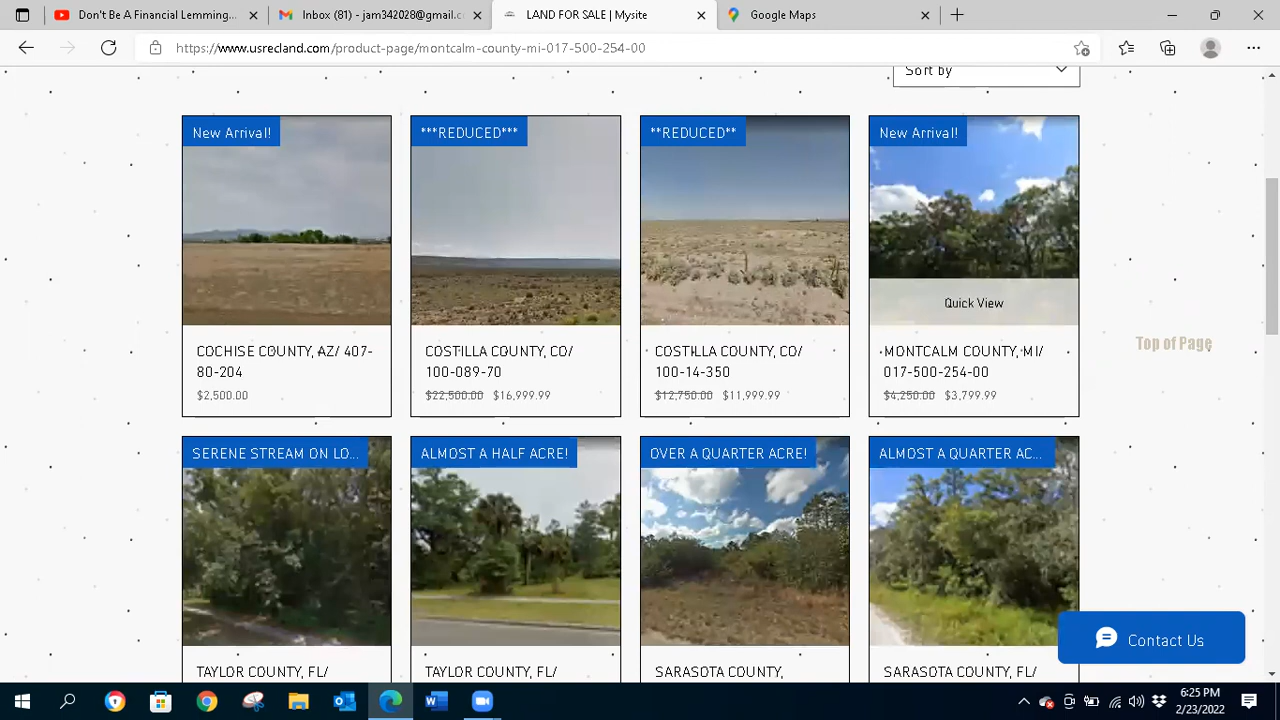 Don't Be A Financial Lemming...
Inbox (81) - jam342028@gmail.c
LAND FOR SALE | Mysite
Google Maps
https://www.usrecland.com/product-page/montcalm-county-mi-017-500-254-00
Sort by
New Arrival!
***REDUCED***
**REDUCED**
New Arrival!
Quick View
COCHISE COUNTY, AZ/ 407-
80-204
$2,500.00
COSTILLA COUNTY, CO/
100-089-70
$22,500.00 $16,999.99
COSTILLA COUNTY, CO/
100-14-350
$12,750.00 $11,999.99
MONTCALM COUNTY, MI/
017-500-254-00
$4,250.00 $3,799.99
Top of Page
SERENE STREAM ON LO...
ALMOST A HALF ACRE!
OVER A QUARTER ACRE!
ALMOST A QUARTER AC...
TAYLOR COUNTY, FL/
TAYLOR COUNTY, FL/
SARASOTA COUNTY,
SARASOTA COUNTY, FL/
Contact Us
6:25 PM
2/23/2022